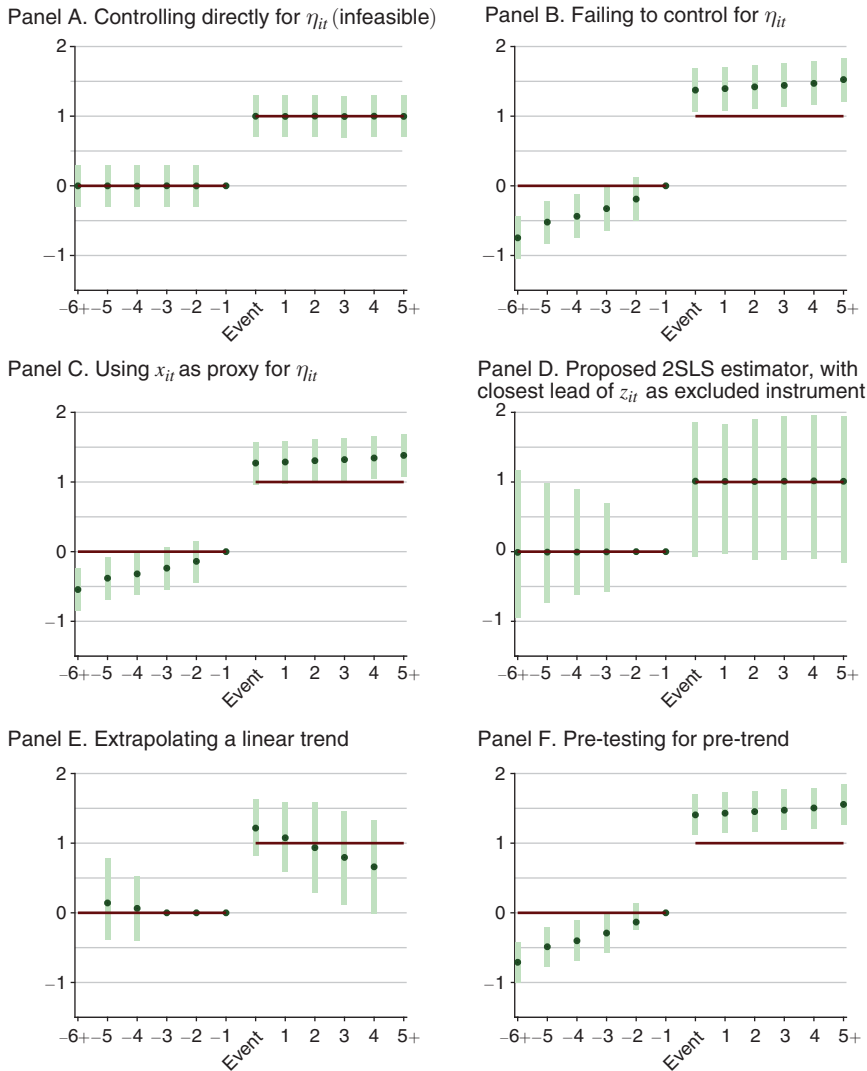 Panel A. Controlling directly for η_it (infeasible)
2
1
0
−1
−6+ −5 −4 −3 −2 −1 Event 1 2 3 4 5+
Panel B. Failing to control for η_it
2
1
0
−1
−6+ −5 −4 −3 −2 −1 Event 1 2 3 4 5+
Panel C. Using x_it as proxy for η_it
2
1
0
−1
−6+ −5 −4 −3 −2 −1 Event 1 2 3 4 5+
Panel D. Proposed 2SLS estimator, with
closest lead of z_it as excluded instrument
2
1
0
−1
−6+ −5 −4 −3 −2 −1 Event 1 2 3 4 5+
Panel E. Extrapolating a linear trend
2
1
0
−1
−6+ −5 −4 −3 −2 −1 Event 1 2 3 4 5+
Panel F. Pre-testing for pre-trend
2
1
0
−1
−6+ −5 −4 −3 −2 −1 Event 1 2 3 4 5+